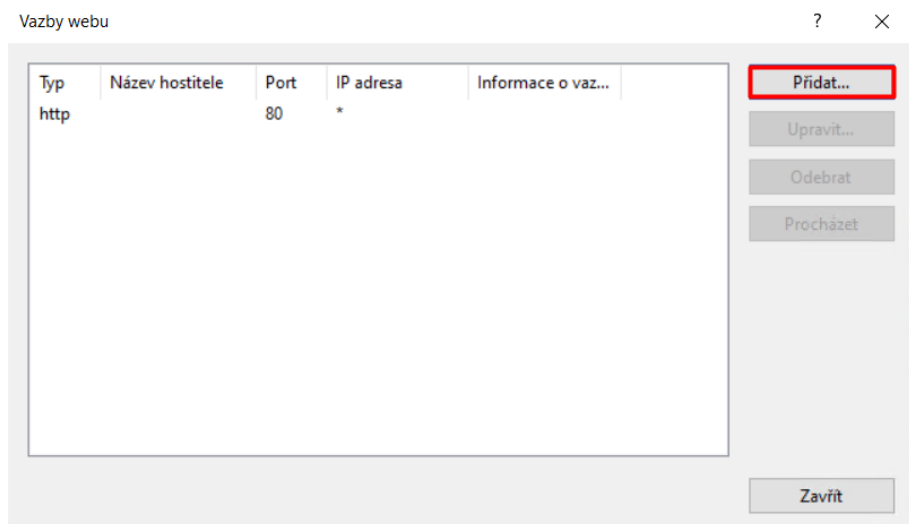 Vazby webu ?
Typ Název hostitele Port IP adresa Informace o vaz... Přidat...
http 80 *
Upravit...
Odebrat
Procházet
Zavřít